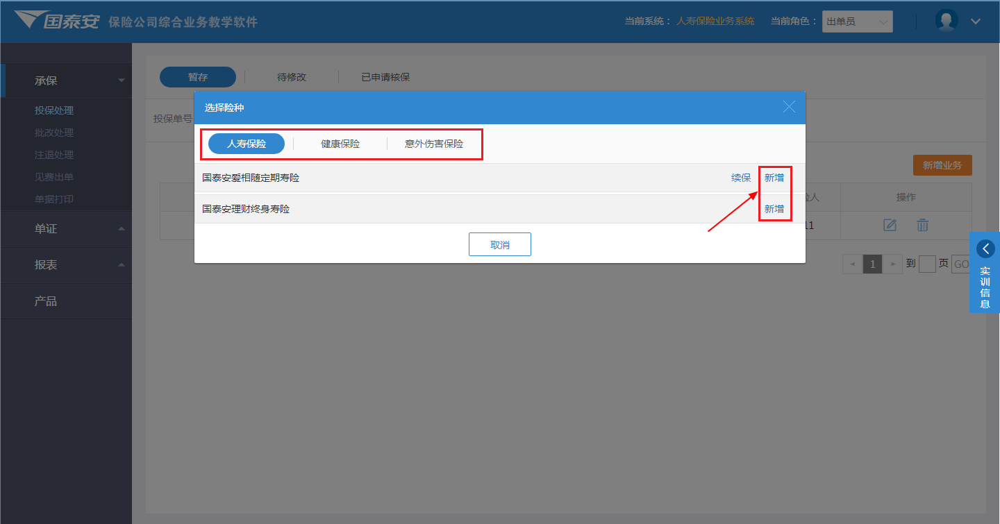 国泰安 保险公司综合业务教学软件
当前系统： 人寿保险业务系统 当前角色： 出单员
承保
投保处理
批改处理
注退处理
见费出单
单据打印
单证
报表
产品
暂存 待修改 已申请核保
投保单号
新增业务
险人 操作
11
1 到 页 GO
选择险种
人寿保险 健康保险 意外伤害保险
国泰安爱相随定期寿险 续保 新增
国泰安理财终身寿险 新增
取消
实训信息